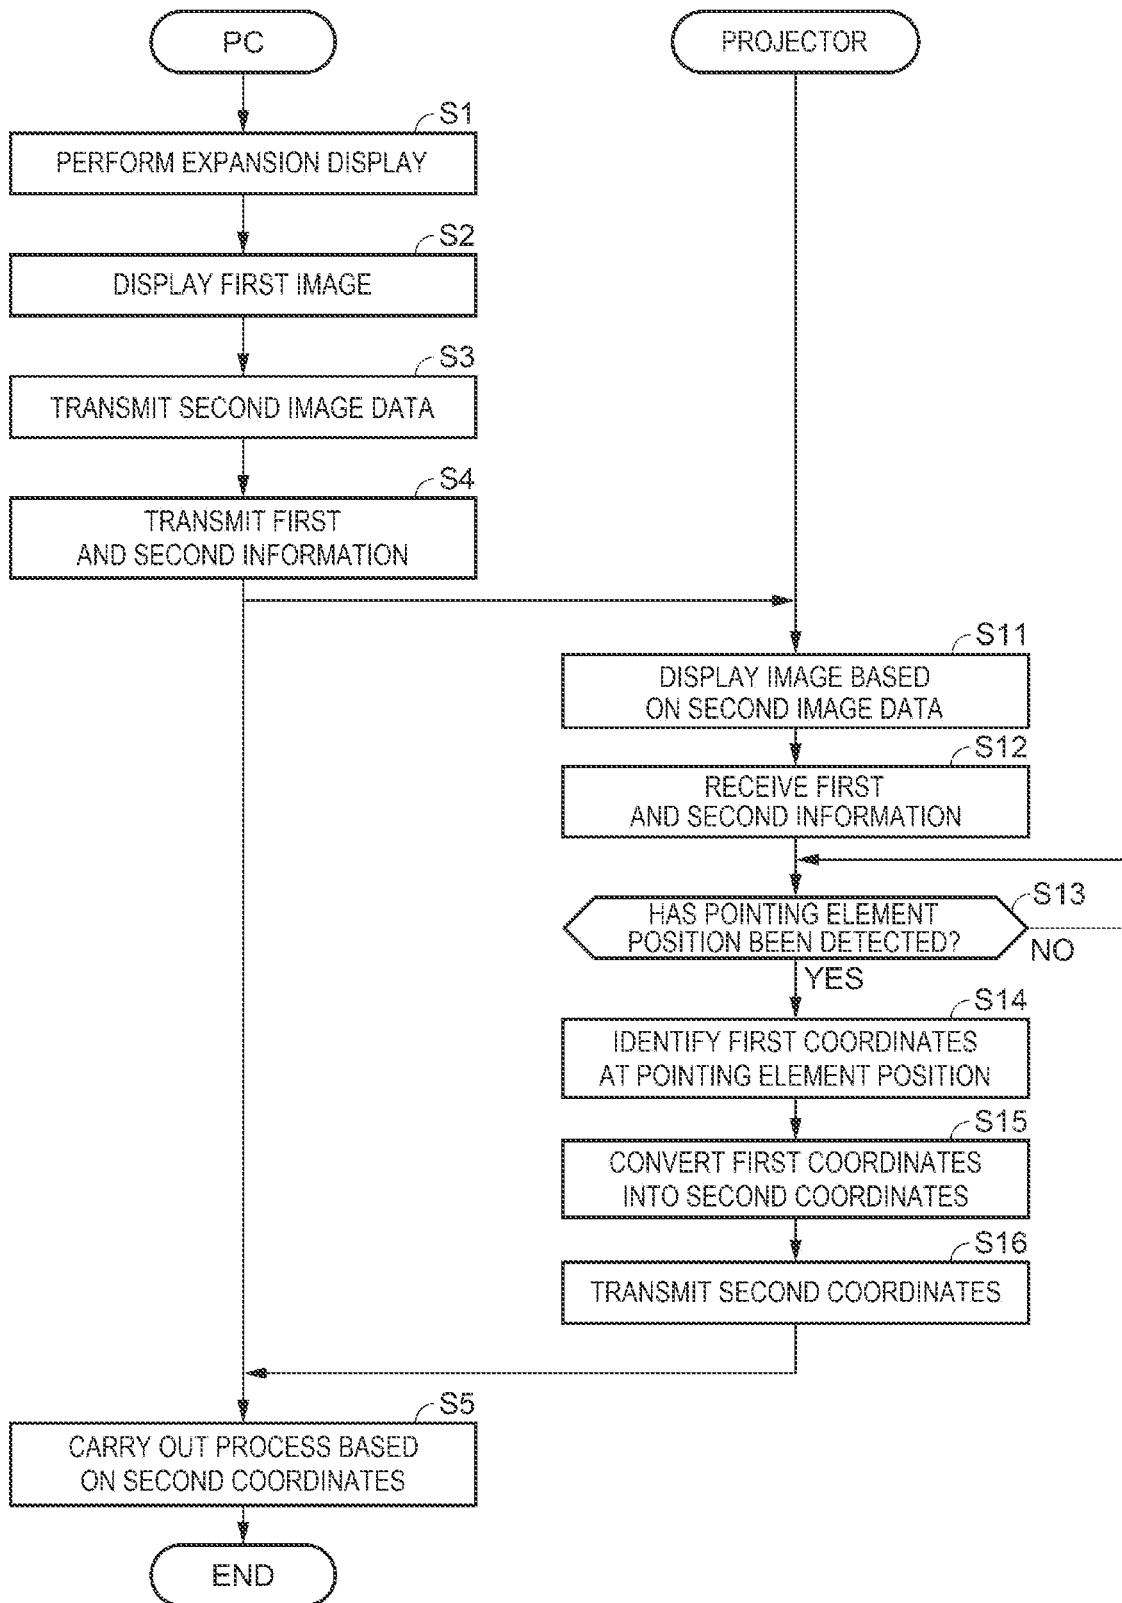 PC
PROJECTOR
S1
PERFORM EXPANSION DISPLAY
S2
DISPLAY FIRST IMAGE
S3
TRANSMIT SECOND IMAGE DATA
S4
TRANSMIT FIRST
AND SECOND INFORMATION
S11
DISPLAY IMAGE BASED
ON SECOND IMAGE DATA
S12
RECEIVE FIRST
AND SECOND INFORMATION
S13
HAS POINTING ELEMENT
POSITION BEEN DETECTED?
NO
YES
S14
IDENTIFY FIRST COORDINATES
AT POINTING ELEMENT POSITION
S15
CONVERT FIRST COORDINATES
INTO SECOND COORDINATES
S16
TRANSMIT SECOND COORDINATES
S5
CARRY OUT PROCESS BASED
ON SECOND COORDINATES
END